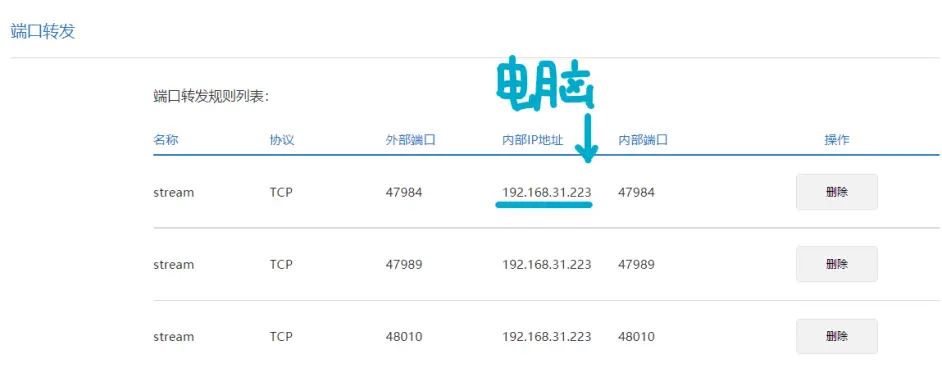 端口转发
端口转发规则列表：
电脑
名称 协议 外部端口 内部IP地址 内部端口 操作
stream TCP 47984 192.168.31.223 47984 删除
stream TCP 47989 192.168.31.223 47989 删除
stream TCP 48010 192.168.31.223 48010 删除